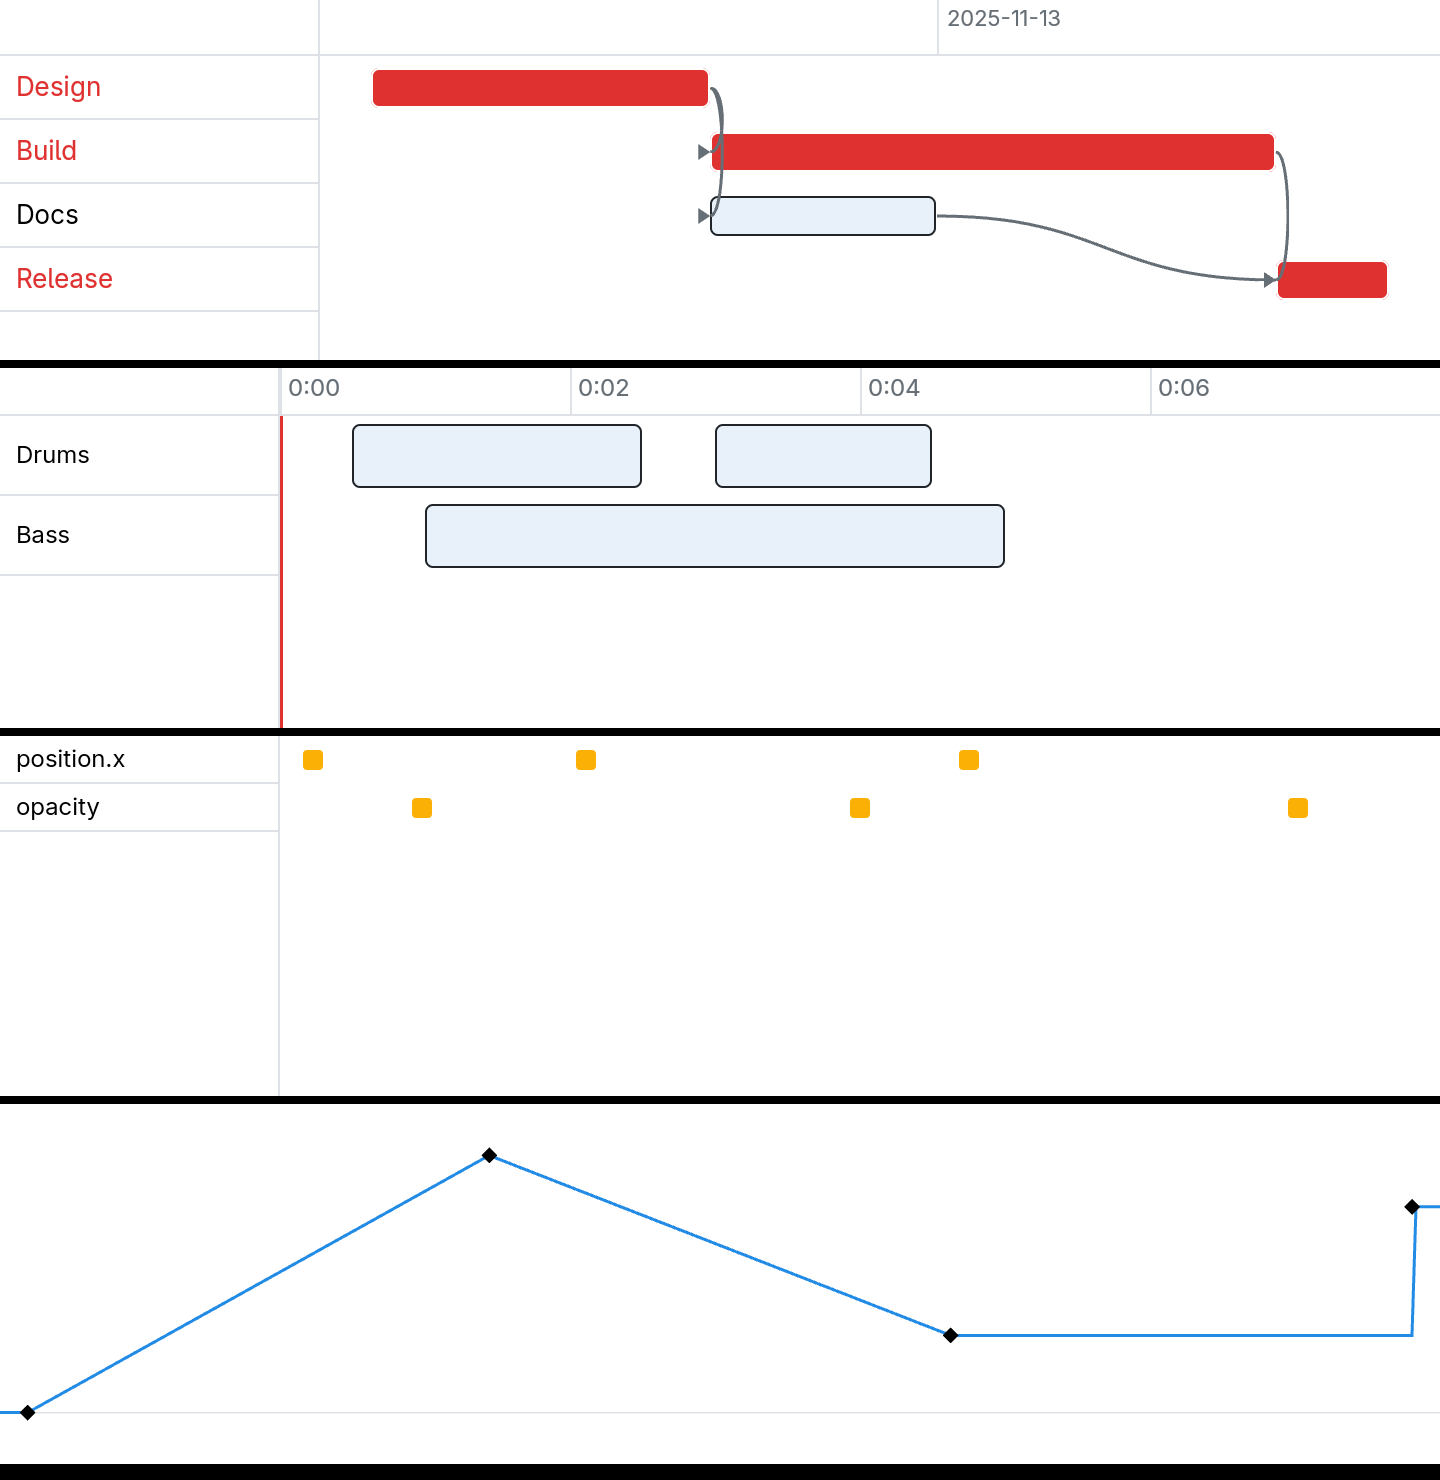 2025-11-13
Design
Build
Docs
Release
0:00 0:02 0:04 0:06
Drums
Bass
position.x
opacity